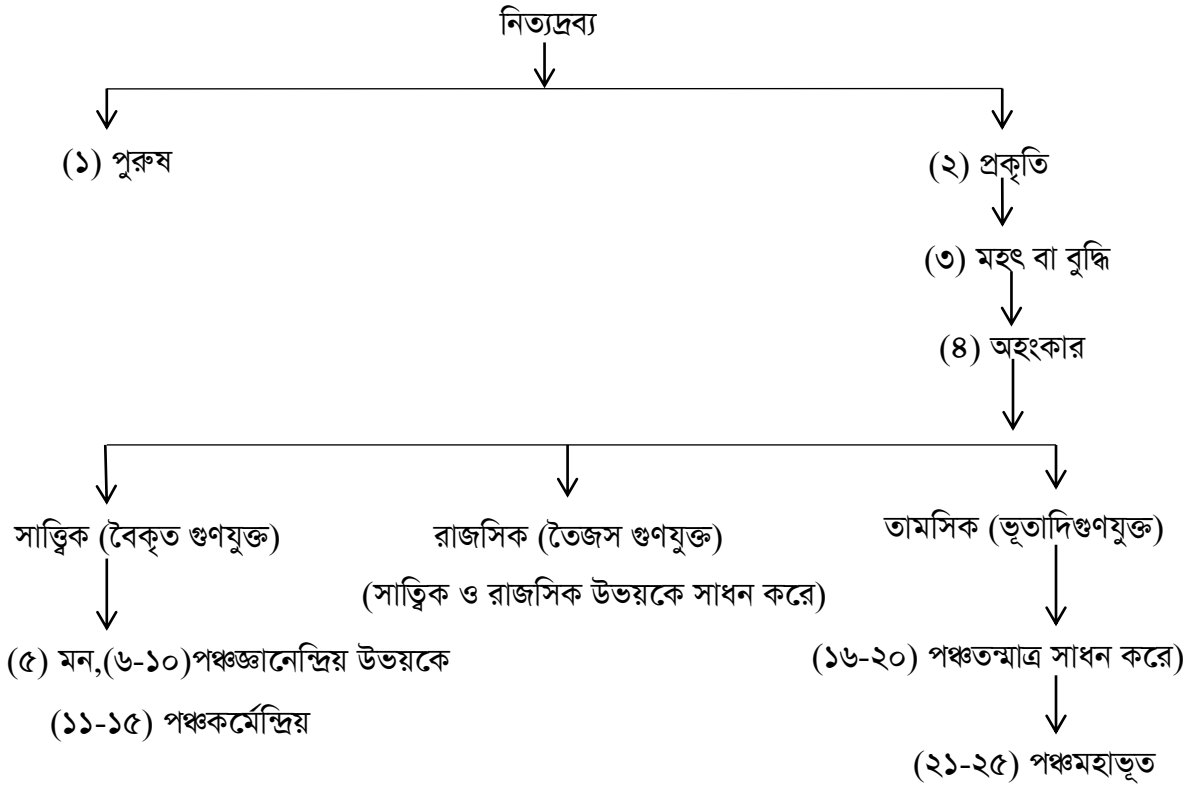 নিত্যদ্রব্য
(১) পুরুষ
(২) প্রকৃতি
(৩) মহৎ বা বুদ্ধি
(৪) অহংকার
সাত্ত্বিক (বৈকৃত গুণযুক্ত)
রাজসিক (তৈজস গুণযুক্ত)
তামসিক (ভূতাদিগুণযুক্ত)
(সাত্বিক ও রাজসিক উভয়কে সাধন করে)
(৫) মন,(৬-১০)পঞ্চজ্ঞানেন্দ্রিয় উভয়কে
(১৬-২০) পঞ্চতন্মাত্র সাধন করে)
(১১-১৫) পঞ্চকর্মেন্দ্রিয়
(২১-২৫) পঞ্চমহাভূত